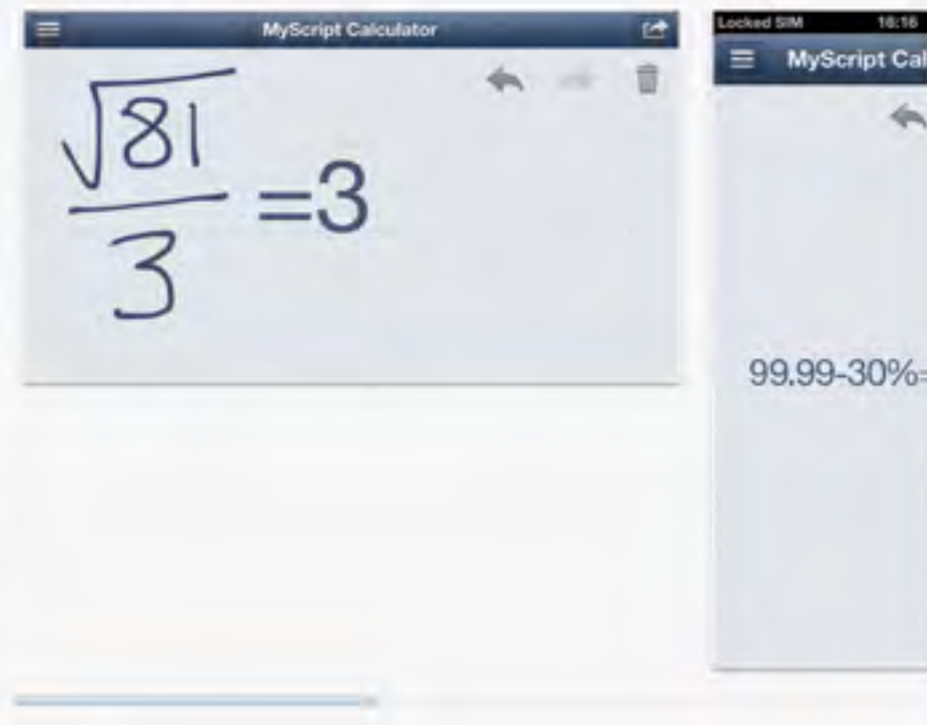 MyScript Calculator
√81
3
=3
Locked SIM 16:16
MyScript Cal
99.99-30%=